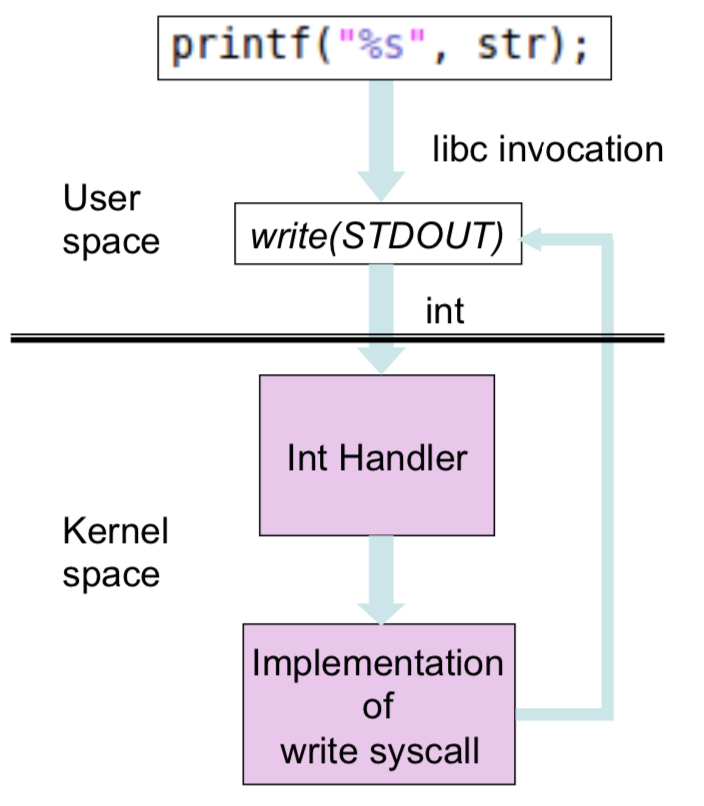 printf("%s", str);
libc invocation
User
space
write(STDOUT)
int
Int Handler
Kernel
space
Implementation
of
write syscall